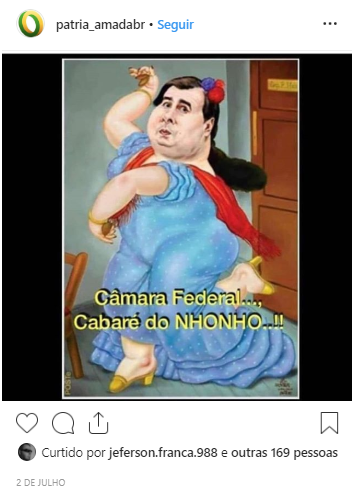 patria_amadabr • Seguir
Câmara Federal...,
Cabaré do NHONHO..!!
Curtido por jeferson.franca.988 e outras 169 pessoas
2 DE JULHO